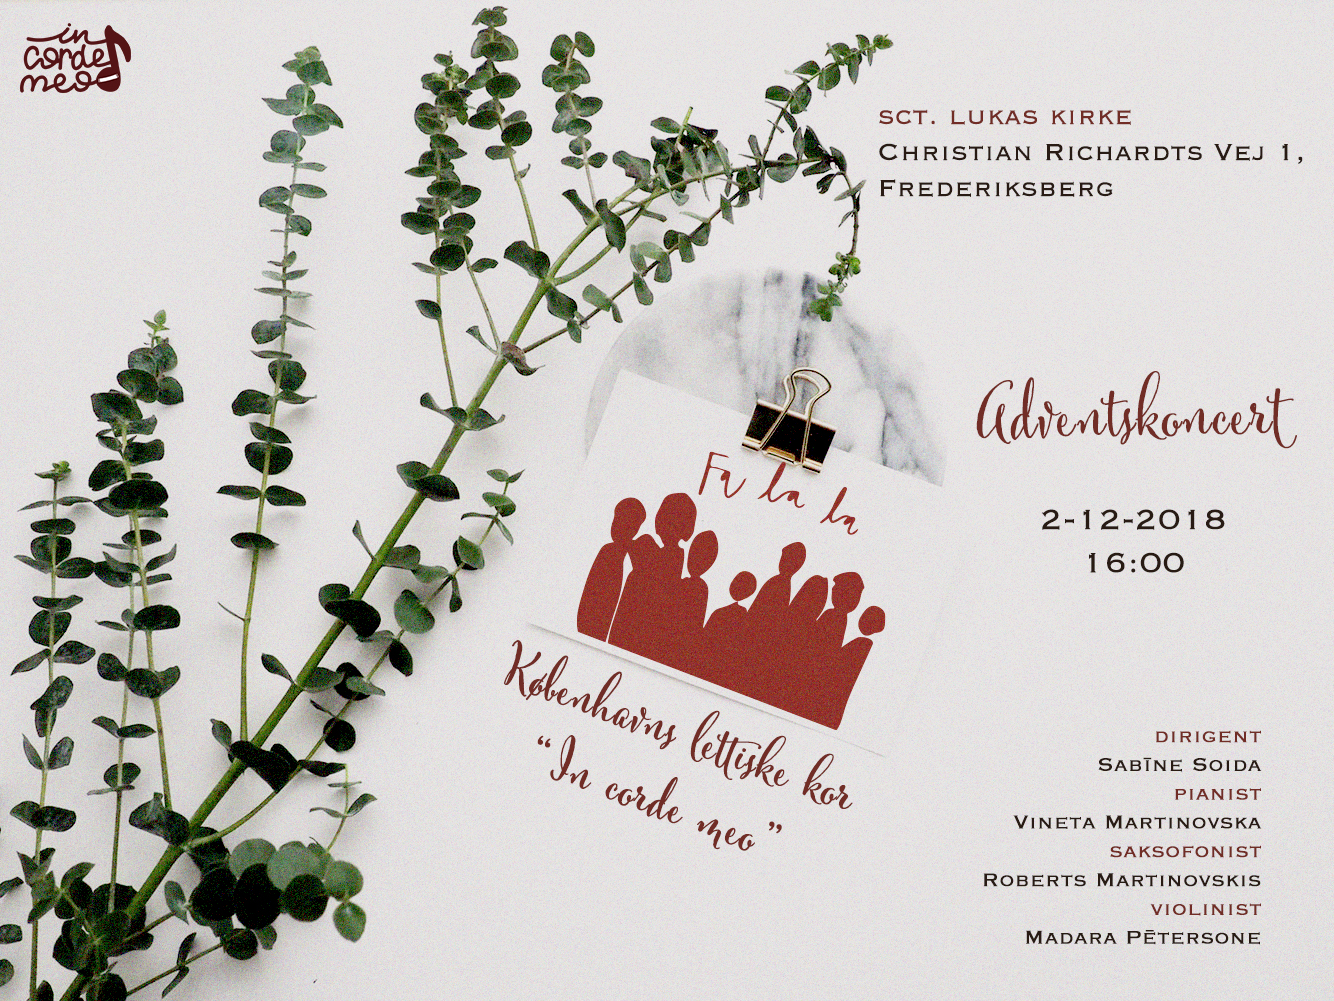 in
corde
meo
SCT. LUKAS KIRKE
CHRISTIAN RICHARDTS VEJ 1,
FREDERIKSBERG
Adventskoncert
Fa la la
2-12-2018
16:00
Københavns lettiske kor
“In corde meo”
DIRIGENT
SABĪNE SOIDA
PIANIST
VINETA MARTINOVSKA
SAKSOFONIST
ROBERTS MARTINOVSKIS
VIOLINIST
MADARA PĒTERSONE